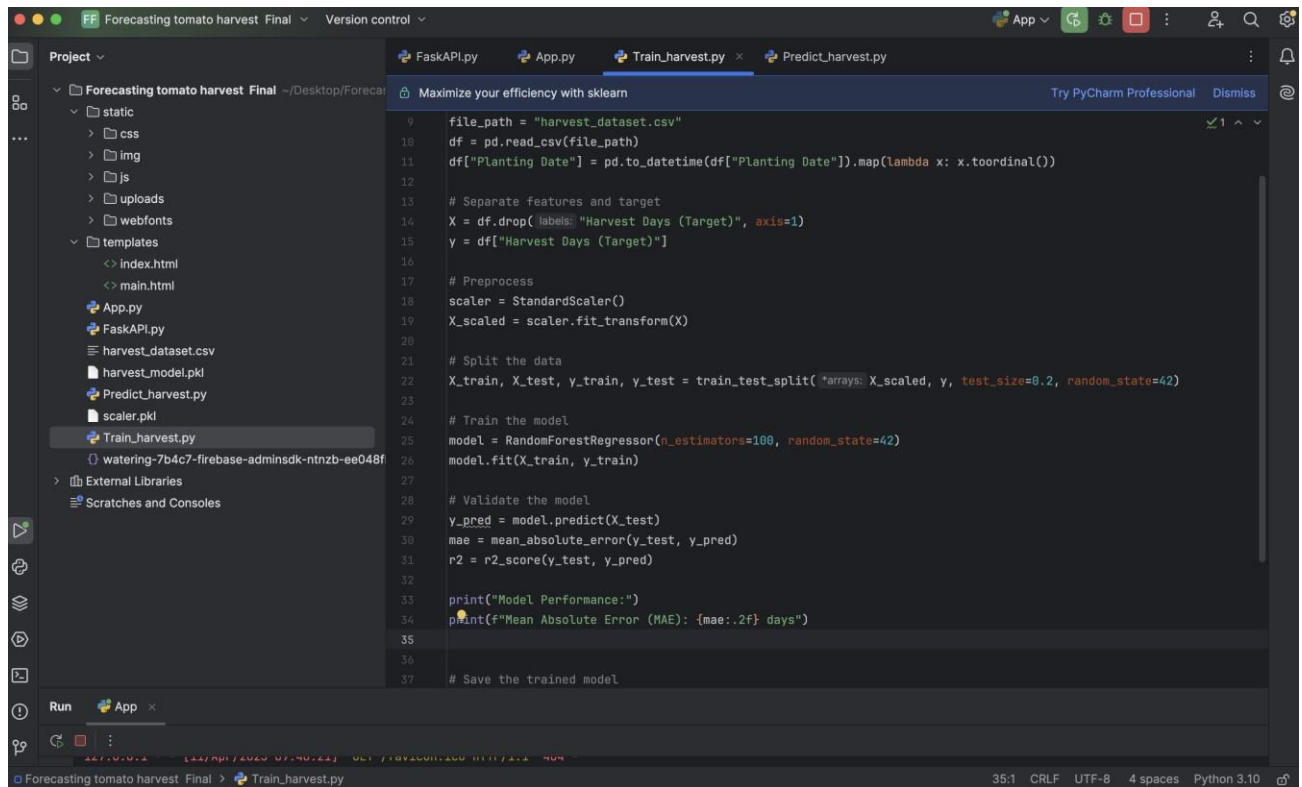 FF Forecasting tomato harvest Final Version control App
Project
FaskAPI.py App.py Train_harvest.py Predict_harvest.py
Maximize your efficiency with sklearn Try PyCharm Professional Dismiss
Forecasting tomato harvest Final ~/Desktop/Forecas
static
css
img
js
uploads
webfonts
templates
<> index.html
<> main.html
App.py
FaskAPI.py
harvest_dataset.csv
harvest_model.pkl
Predict_harvest.py
scaler.pkl
Train_harvest.py
{} watering-7b4c7-firebase-adminsdk-ntnzb-ee048f
External Libraries
Scratches and Consoles
1
9 file_path = "harvest_dataset.csv"
10 df = pd.read_csv(file_path)
11 df["Planting Date"] = pd.to_datetime(df["Planting Date"]).map(lambda x: x.toordinal())
12
13 # Separate features and target
14 X = df.drop( labels: "Harvest Days (Target)", axis=1)
15 y = df["Harvest Days (Target)"]
16
17 # Preprocess
18 scaler = StandardScaler()
19 X_scaled = scaler.fit_transform(X)
20
21 # Split the data
22 X_train, X_test, y_train, y_test = train_test_split( *arrays: X_scaled, y, test_size=0.2, random_state=42)
23
24 # Train the model
25 model = RandomForestRegressor(n_estimators=100, random_state=42)
26 model.fit(X_train, y_train)
27
28 # Validate the model
29 y_pred = model.predict(X_test)
30 mae = mean_absolute_error(y_test, y_pred)
31 r2 = r2_score(y_test, y_pred)
32
33 print("Model Performance:")
34 print(f"Mean Absolute Error (MAE): {mae:.2f} days")
35
36
37 # Save the trained model
Run App
Forecasting tomato harvest Final > Train_harvest.py 35:1 CRLF UTF-8 4 spaces Python 3.10